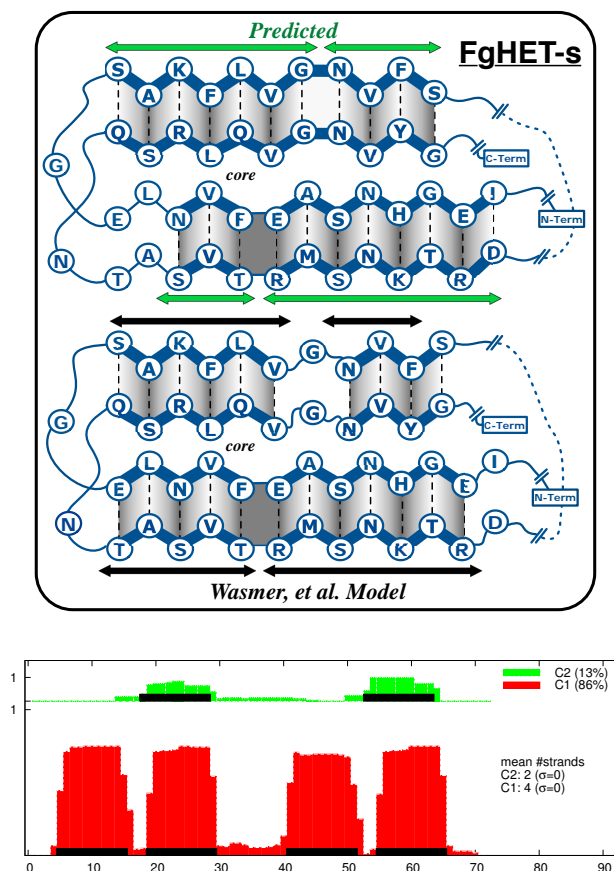 Predicted
FgHET-s
S A K F L V G N V F S
Q S R L Q V G N V Y G
C-Term
G
core
E L N V F E A S N H G E I
N-Term
N
T A S V T R M S N K T R D
S A K F L V G N V F S
Q S R L Q V G N V Y G
C-Term
G
core
E L N V F E A S N H G E I
N-Term
N
T A S V T R M S N K T R D
Wasmer, et al. Model
1
C2 (13%)
C1 (86%)
1
mean #strands
C2: 2 (σ=0)
C1: 4 (σ=0)
0 10 20 30 40 50 60 70 80 90